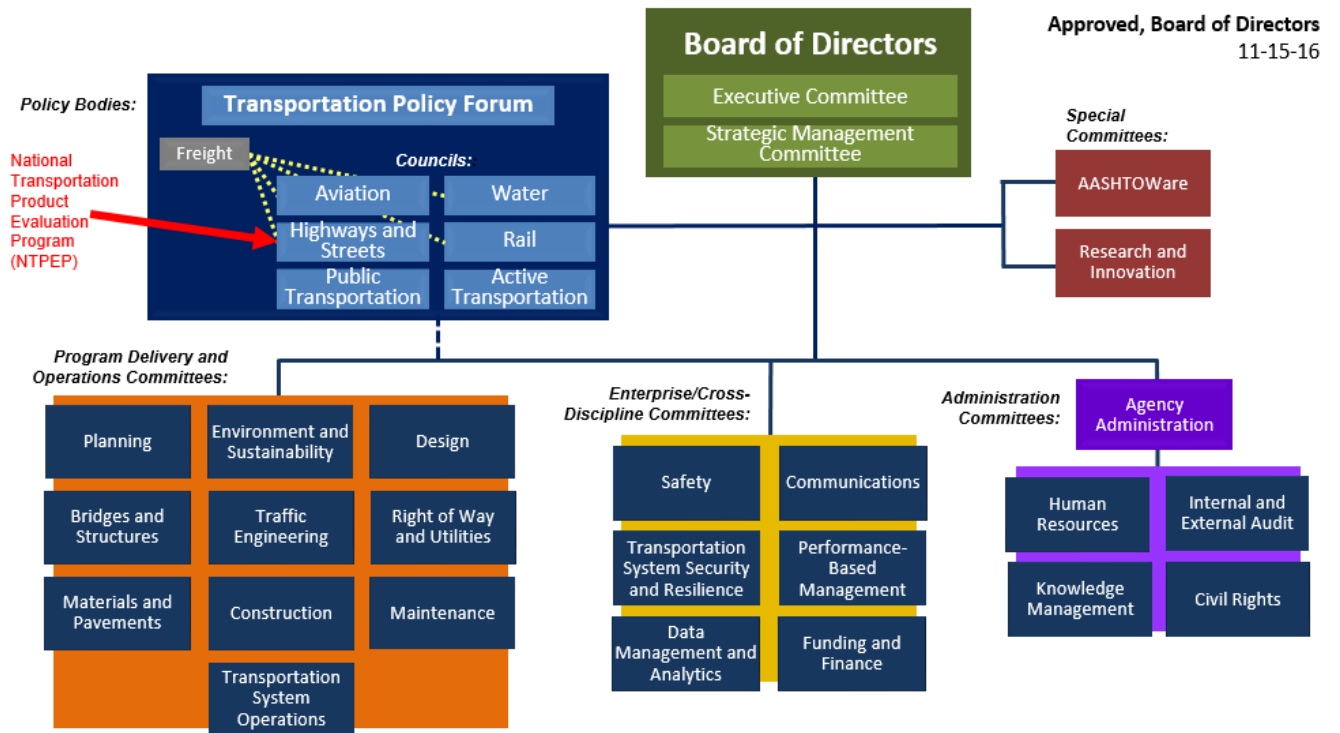 Board of Directors
Executive Committee
Strategic Management
Committee
Approved, Board of Directors
11-15-16
Policy Bodies:
Transportation Policy Forum
Freight
Councils:
Aviation
Water
Highways and
Streets
Rail
Public
Transportation
Active
Transportation
National
Transportation
Product
Evaluation
Program
(NTPEP)
Special
Committees:
AASHTOWare
Research and
Innovation
Program Delivery and
Operations Committees:
Planning
Environment and
Sustainability
Design
Bridges and
Structures
Traffic
Engineering
Right of Way
and Utilities
Materials and
Pavements
Construction
Maintenance
Transportation
System
Operations
Enterprise/Cross-
Discipline Committees:
Safety
Communications
Transportation
System Security
and Resilience
Performance-
Based
Management
Data
Management and
Analytics
Funding and
Finance
Administration
Committees:
Agency
Administration
Human
Resources
Internal and
External Audit
Knowledge
Management
Civil Rights